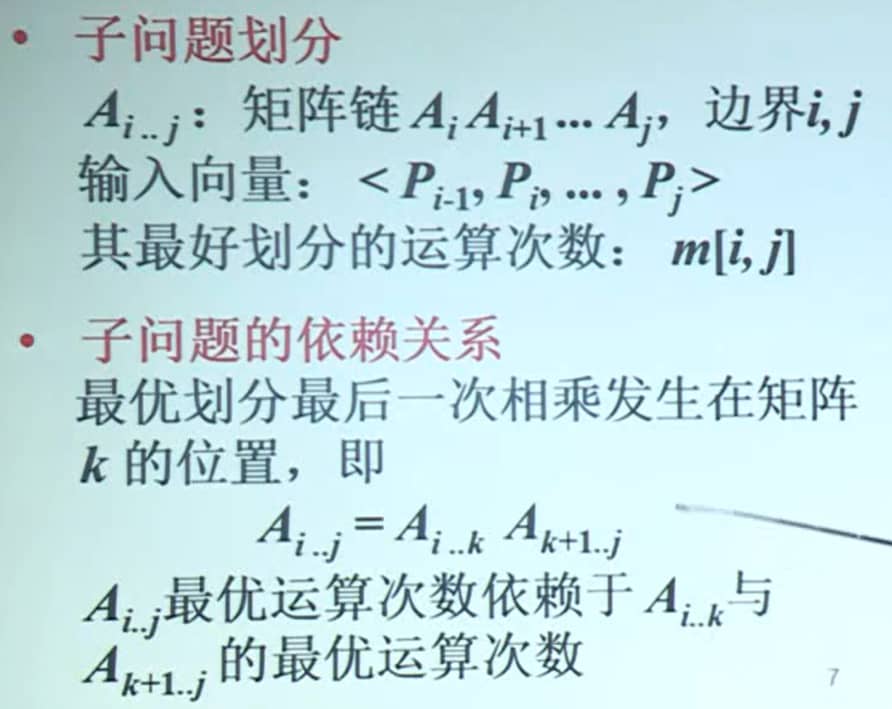 • 子问题划分
A_{i..j}：矩阵链 A_i A_{i+1} … A_j，边界i, j
输入向量：<P_{i-1}, P_i, … , P_j>
其最好划分的运算次数： m[i, j]
• 子问题的依赖关系
最优划分最后一次相乘发生在矩阵
k 的位置，即
A_{i..j} = A_{i..k} A_{k+1..j}
A_{i..j}最优运算次数依赖于 A_{i..k}与
A_{k+1..j} 的最优运算次数
7